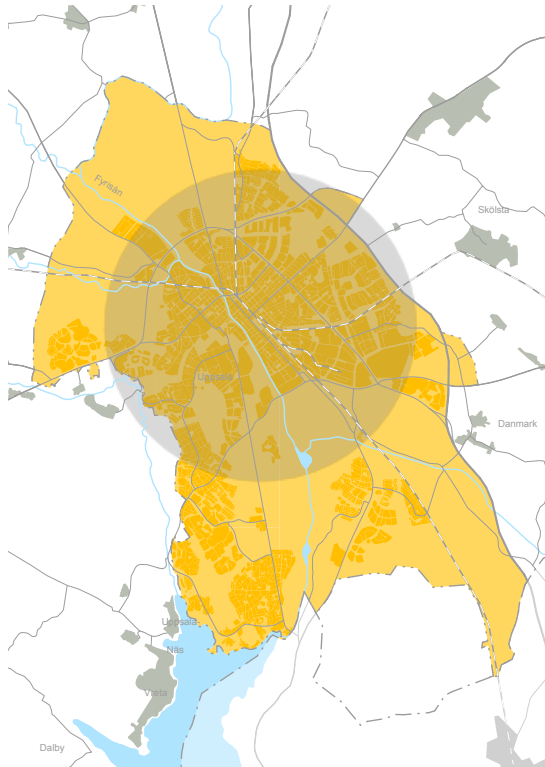 Fyrisån
Skölsta
Uppsala
Danmark
Uppsala
Näs
Vreta
Dalby